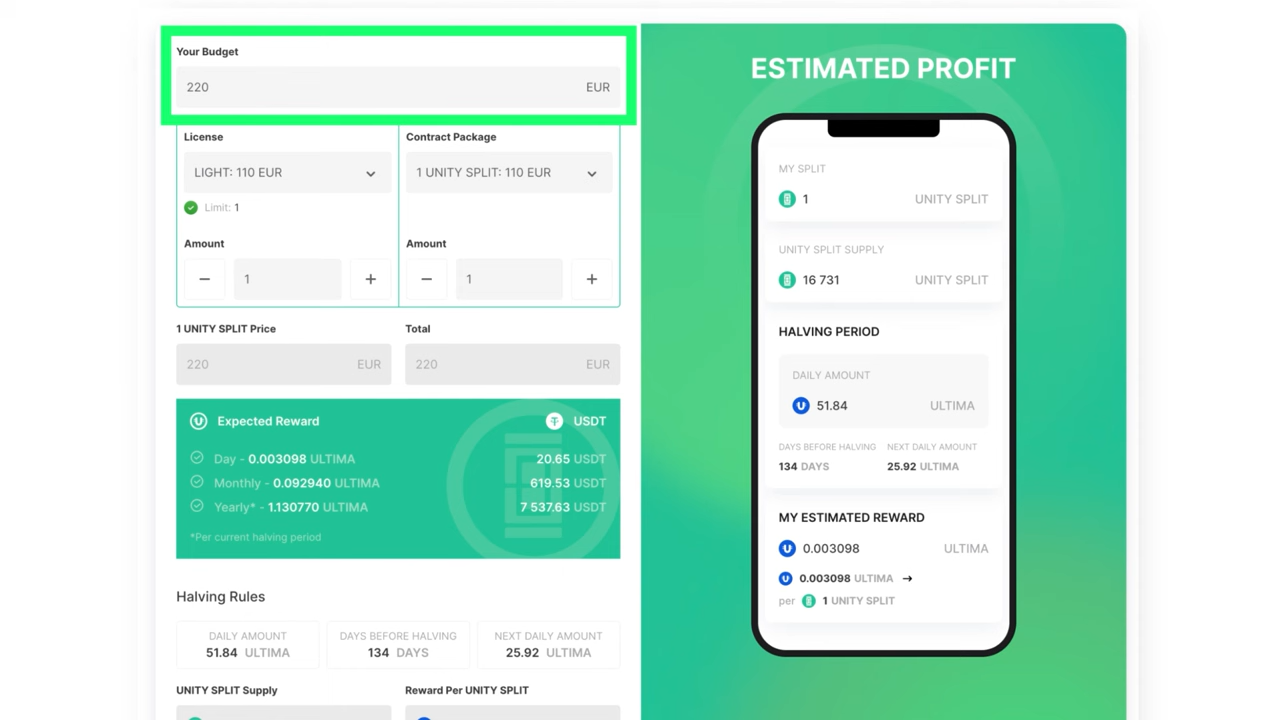 Your Budget
220 EUR
License
LIGHT: 110 EUR
Limit: 1
Amount
− 1 +
Contract Package
1 UNITY SPLIT: 110 EUR
Amount
− 1 +
1 UNITY SPLIT Price
220 EUR
Total
220 EUR
Expected Reward USDT
Day - 0.003098 ULTIMA 20.65 USDT
Monthly - 0.092940 ULTIMA 619.53 USDT
Yearly* - 1.130770 ULTIMA 7 537.63 USDT
*Per current halving period
Halving Rules
DAILY AMOUNT
51.84 ULTIMA
DAYS BEFORE HALVING
134 DAYS
NEXT DAILY AMOUNT
25.92 ULTIMA
UNITY SPLIT Supply
Reward Per UNITY SPLIT
ESTIMATED PROFIT
MY SPLIT
1 UNITY SPLIT
UNITY SPLIT SUPPLY
16 731 UNITY SPLIT
HALVING PERIOD
DAILY AMOUNT
51.84 ULTIMA
DAYS BEFORE HALVING
134 DAYS
NEXT DAILY AMOUNT
25.92 ULTIMA
MY ESTIMATED REWARD
0.003098 ULTIMA
0.003098 ULTIMA →
per 1 UNITY SPLIT